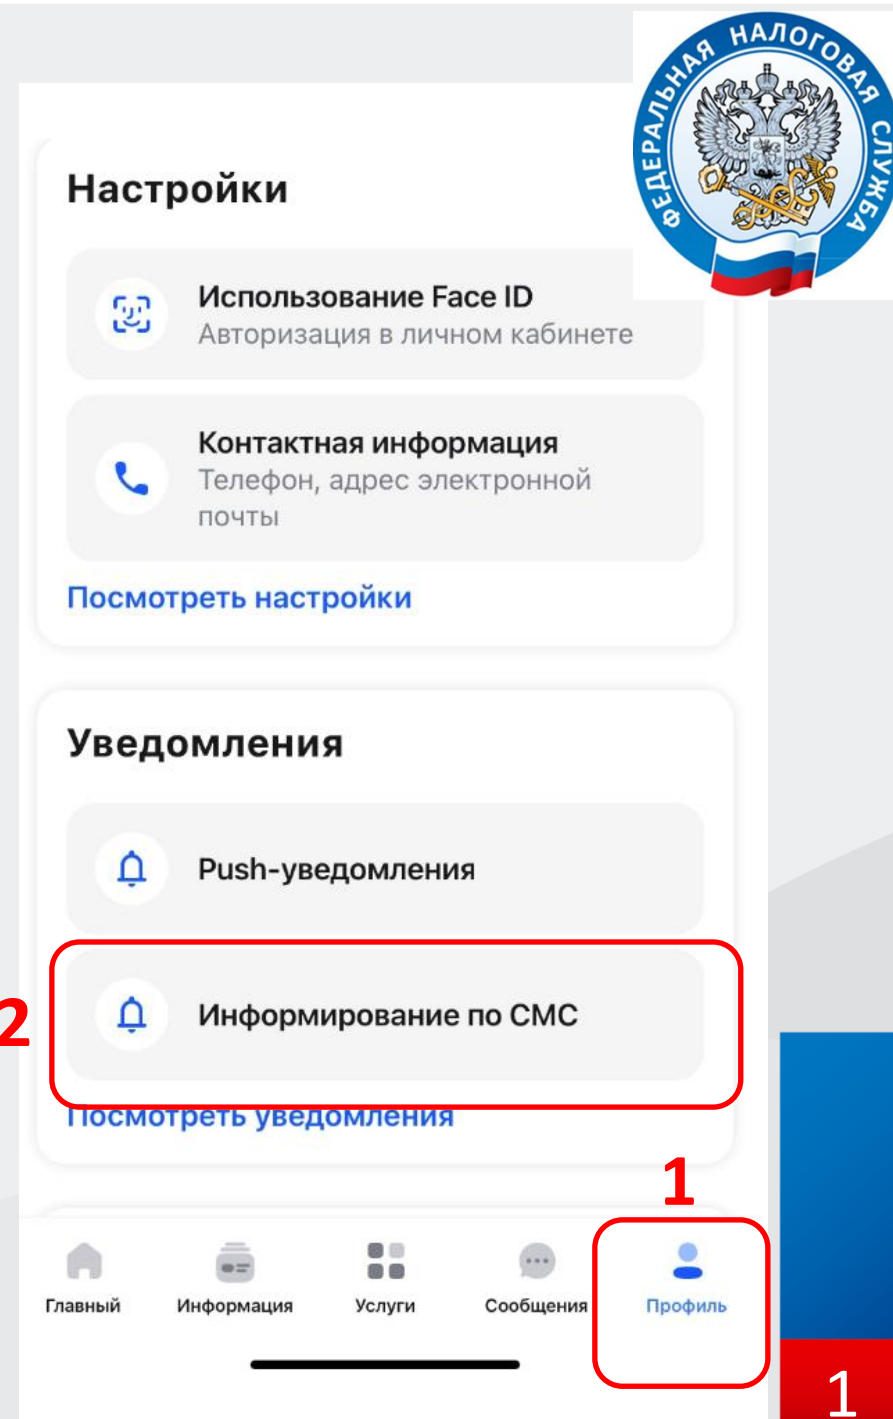 ФЕДЕРАЛЬНАЯ НАЛОГОВАЯ СЛУЖБА
Настройки
Использование Face ID
Авторизация в личном кабинете
Контактная информация
Телефон, адрес электронной
почты
Посмотреть настройки
Уведомления
Push-уведомления
2
Информирование по СМС
Посмотреть уведомления
1
Главный
Информация
Услуги
Сообщения
Профиль
1